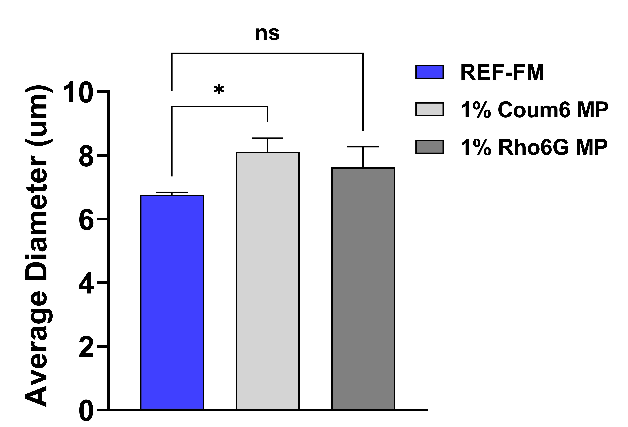 ns
REF-FM
1% Coum6 MP
1% Rho6G MP
*
Average Diameter (um)
10
8
6
4
2
0